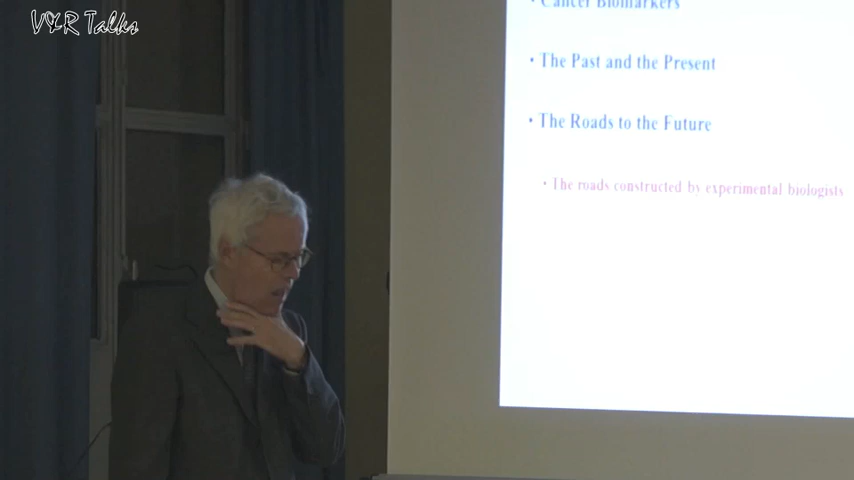 VXR Talks
• Cancer Biomarkers
• The Past and the Present
• The Roads to the Future
• The roads constructed by experimental biologists